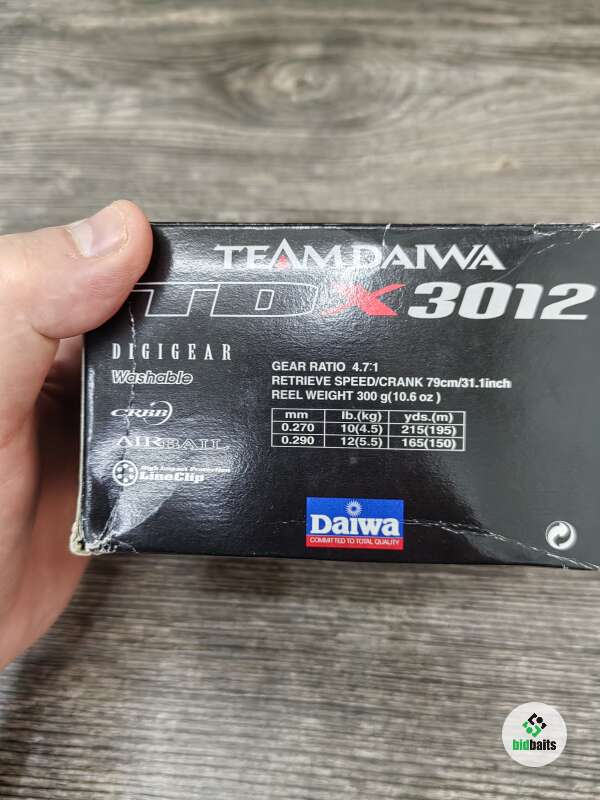 TEAM DAIWA
TDX 3012
DIGIGEAR
Washable
CRBB
AIR BAIL
High Impact Protection
LineClip
GEAR RATIO 4.7:1
RETRIEVE SPEED/CRANK 79cm/31.1inch
REEL WEIGHT 300 g(10.6 oz )
mm lb.(kg) yds.(m)
0.270 10(4.5) 215(195)
0.290 12(5.5) 165(150)
Daiwa
COMMITTED TO TOTAL QUALITY
bidbaits